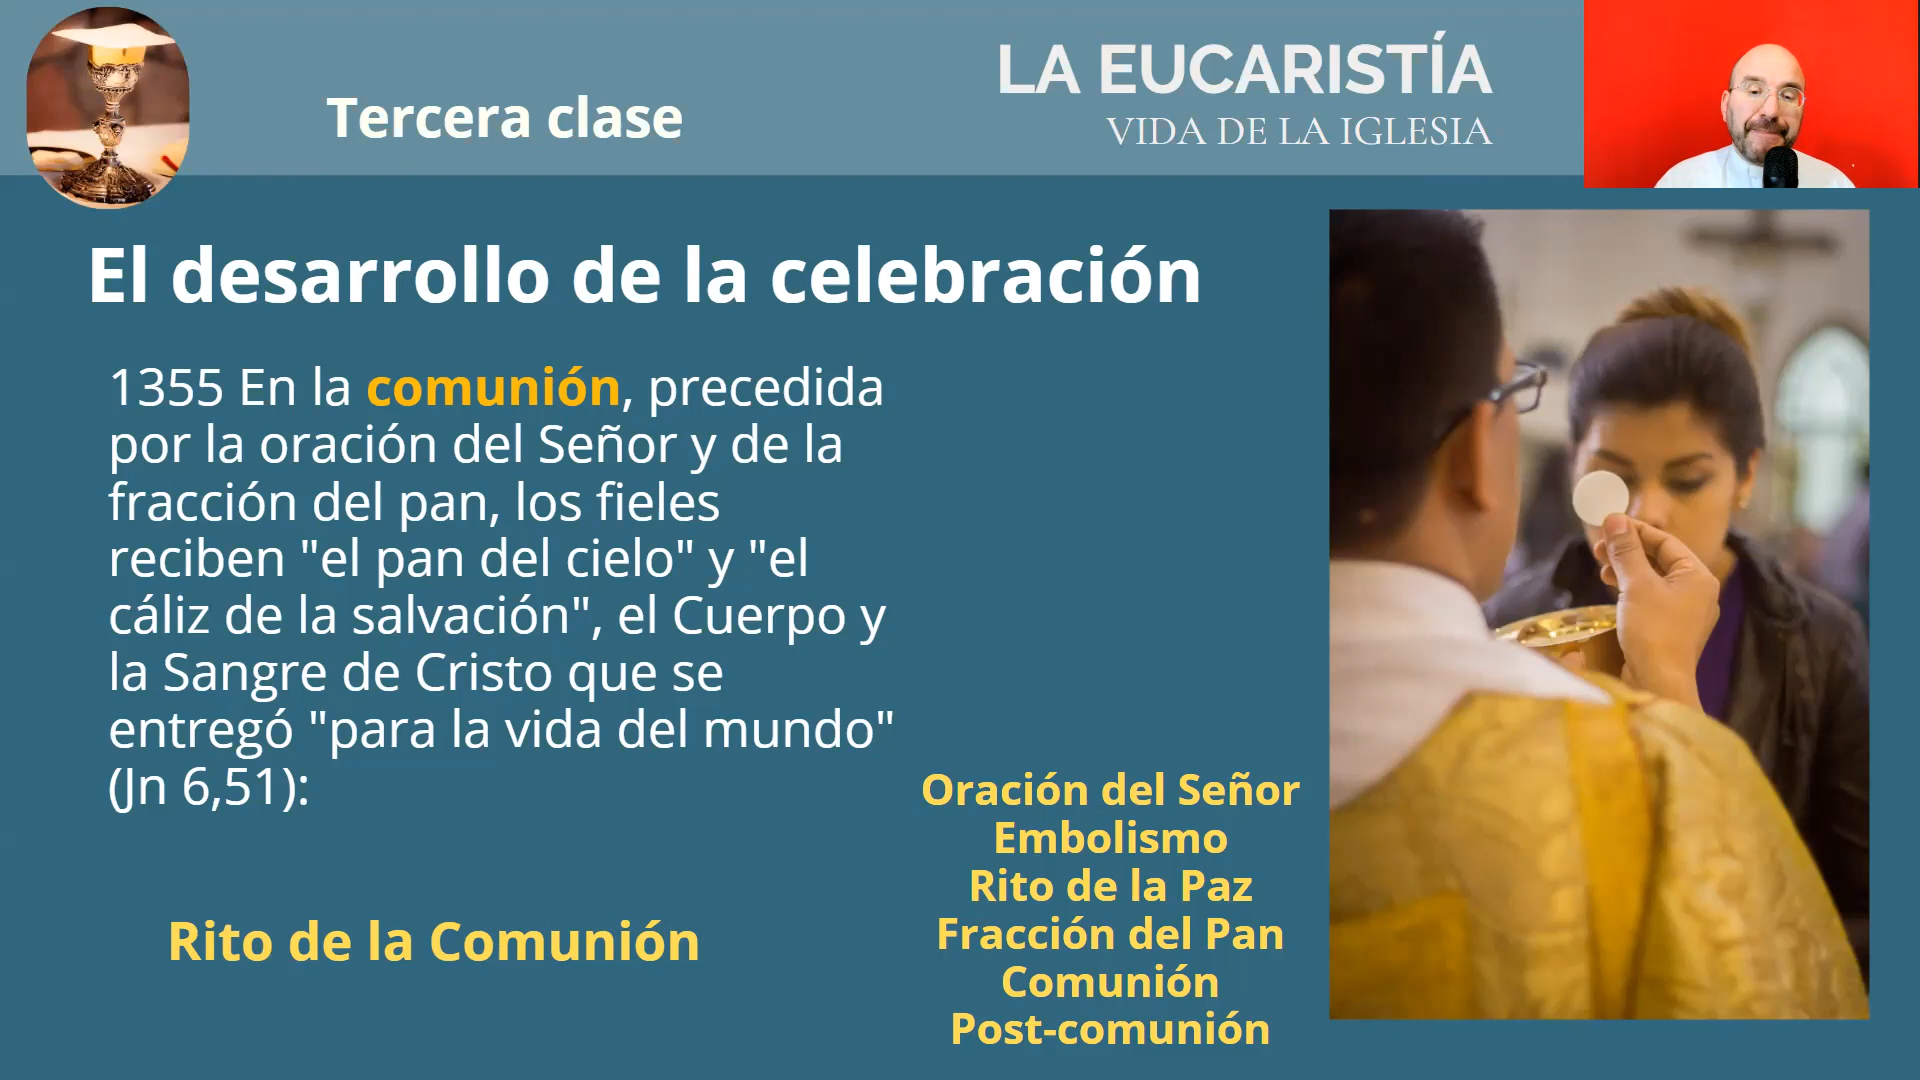 Tercera clase
LA EUCARISTÍA
VIDA DE LA IGLESIA
El desarrollo de la celebración
1355 En la comunión, precedida
por la oración del Señor y de la
fracción del pan, los fieles
reciben "el pan del cielo" y "el
cáliz de la salvación", el Cuerpo y
la Sangre de Cristo que se
entregó "para la vida del mundo"
(Jn 6,51):
Rito de la Comunión
Oración del Señor
Embolismo
Rito de la Paz
Fracción del Pan
Comunión
Post-comunión